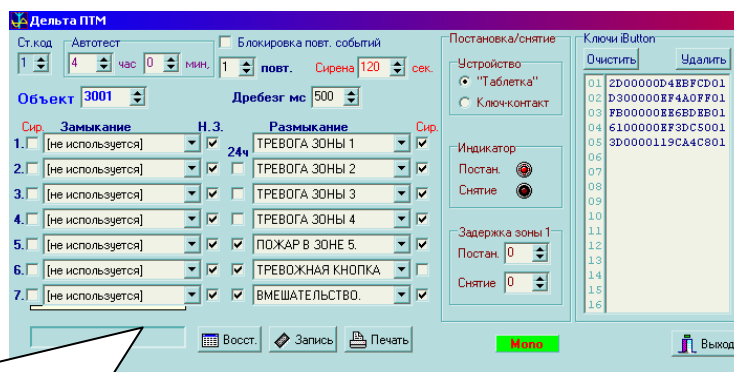 Дельта ПТМ
Ст.код Автотест Блокировка повт. событий Постановка/снятие Ключи iButton
1 4 час 0 мин, 1 повт. Сирена 120 сек. Устройство Очистить Удалить
"Таблетка"
Объект 3001 Дребезг мс 500 Ключ-контакт
Сир. Замыкание Н.З. Размыкание Сир.
1. [не используется] 24ч ТРЕВОГА ЗОНЫ 1
2. [не используется] ТРЕВОГА ЗОНЫ 2
3. [не используется] ТРЕВОГА ЗОНЫ 3
4. [не используется] ТРЕВОГА ЗОНЫ 4
5. [не используется] ПОЖАР В ЗОНЕ 5.
6. [не используется] ТРЕВОЖНАЯ КНОПКА
7. [не используется] ВМЕШАТЕЛЬСТВО.
Индикатор
Постан.
Снятие
Задержка зоны 1
Постан. 0
Снятие 0
01 2D00000D4EBFCD01
02 D300000EF4A0FF01
03 FB00000EE6BDEB01
04 6100000EF3DC5001
05 3D0000119CA4C801
06
07
08
09
10
11
12
13
14
15
16
Восст. Запись Печать Mono Выход